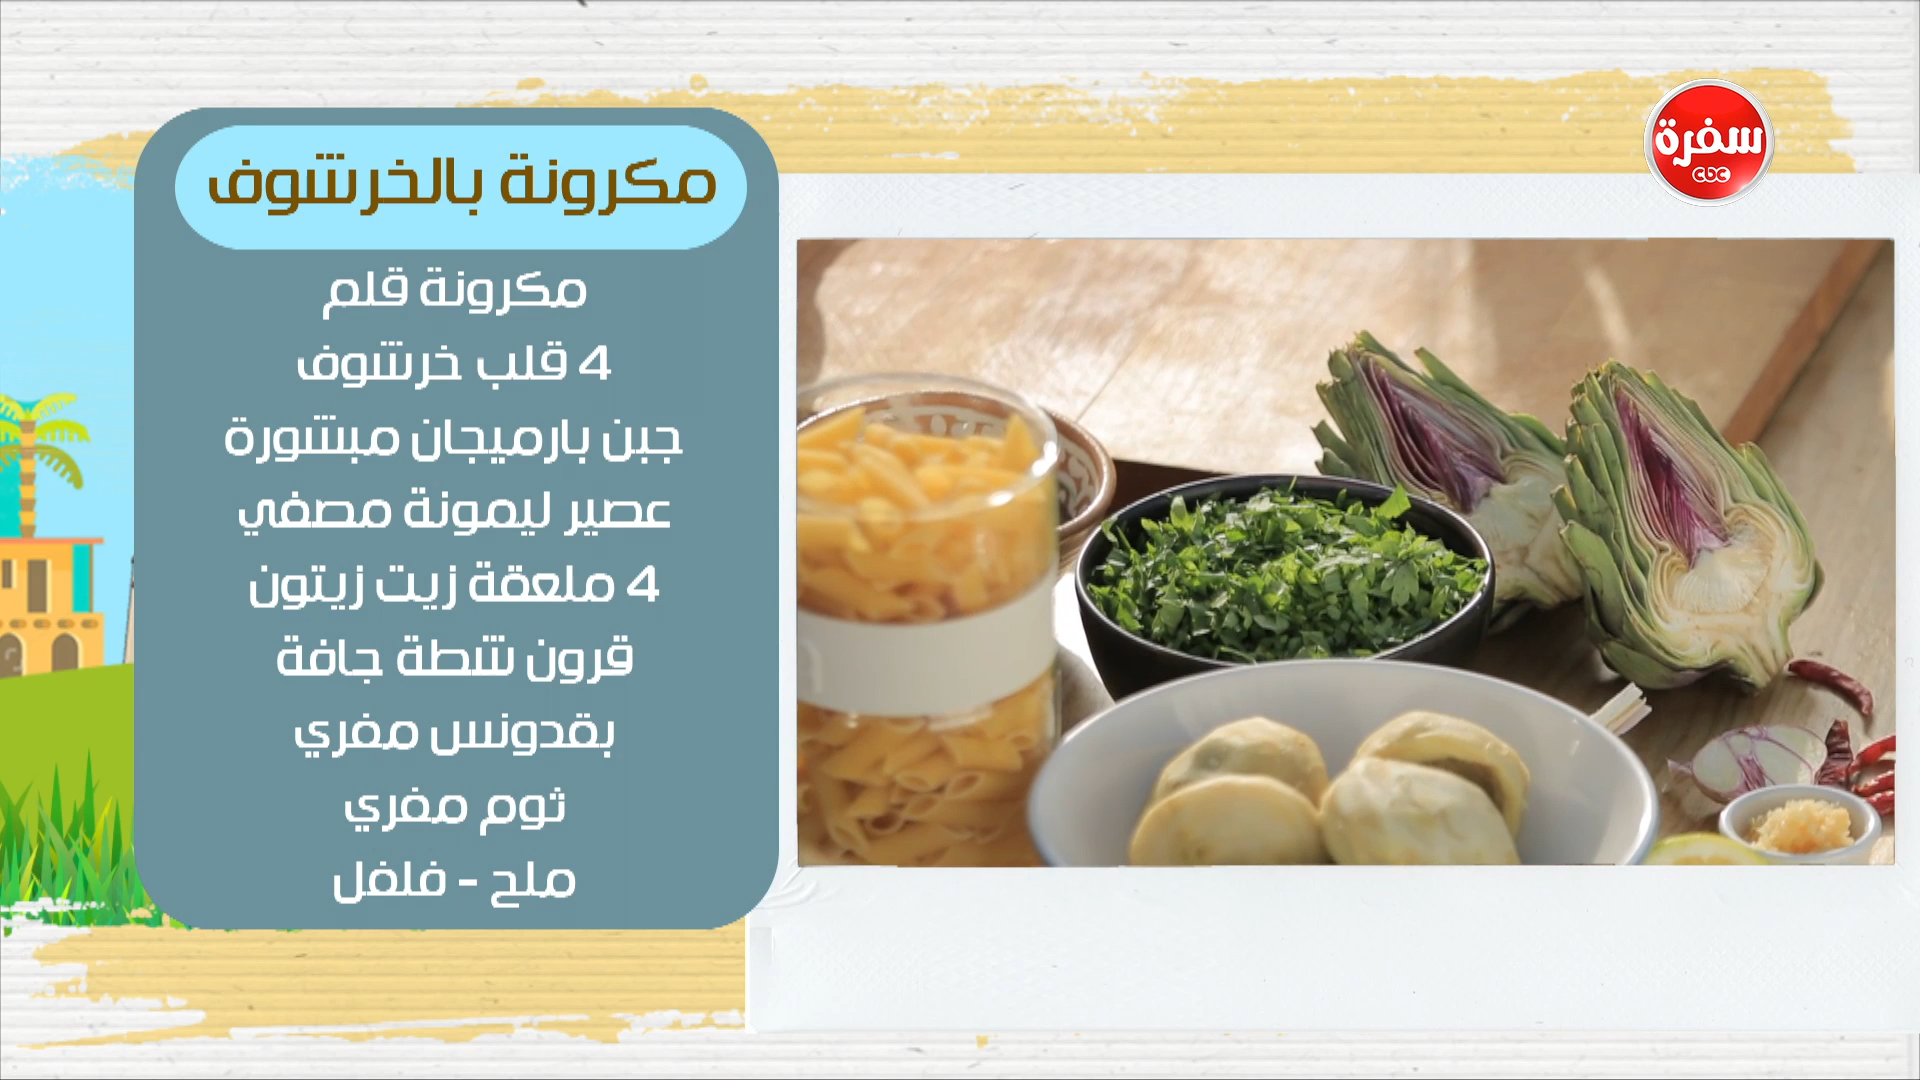 سفرة
cbc
مكرونة بالخرشوف
مكرونة قلم
4 قلب خرشوف
جبن بارميجان مبشورة
عصير ليمونة مصفي
4 ملعقة زيت زيتون
قرون شطة جافة
بقدونس مفري
ثوم مفري
ملح - فلفل